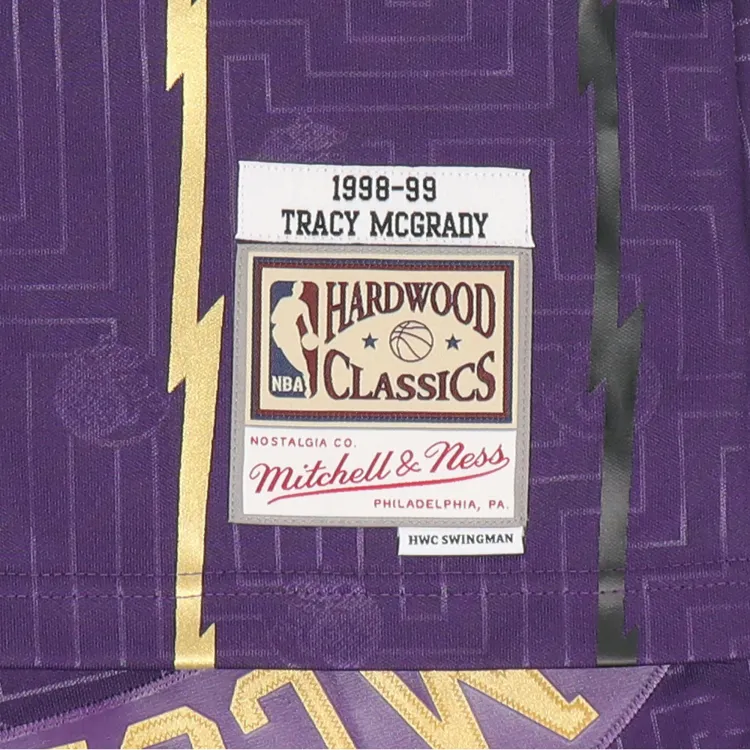 1998-99
TRACY MCGRADY
HARDWOOD
CLASSICS
NBA
NOSTALGIA CO.
Mitchell & Ness
PHILADELPHIA, PA.
HWC SWINGMAN